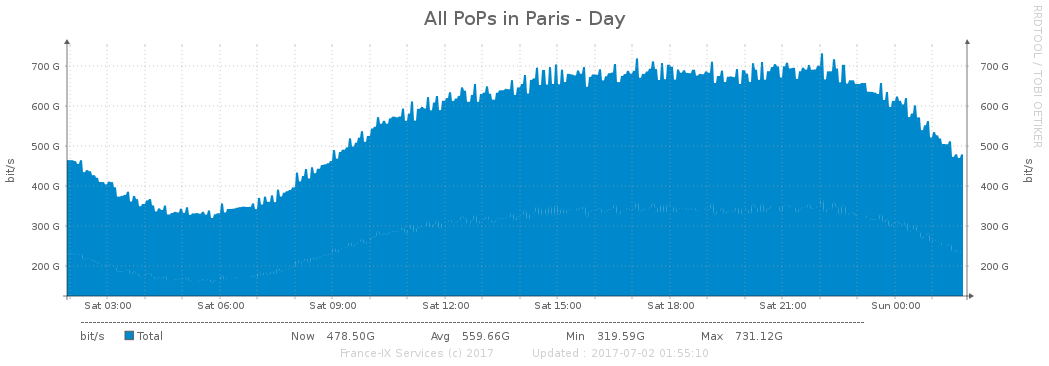 All PoPs in Paris - Day
RRDTOOL / TOBI OETIKER
bit/s
700 G
600 G
500 G
400 G
300 G
200 G
700 G
600 G
500 G
400 G
300 G
200 G
bit/s
Sat 03:00 Sat 06:00 Sat 09:00 Sat 12:00 Sat 15:00 Sat 18:00 Sat 21:00 Sun 00:00
bit/s Total Now 478.50G Avg 559.66G Min 319.59G Max 731.12G
France-IX Services (c) 2017 Updated : 2017-07-02 01:55:10